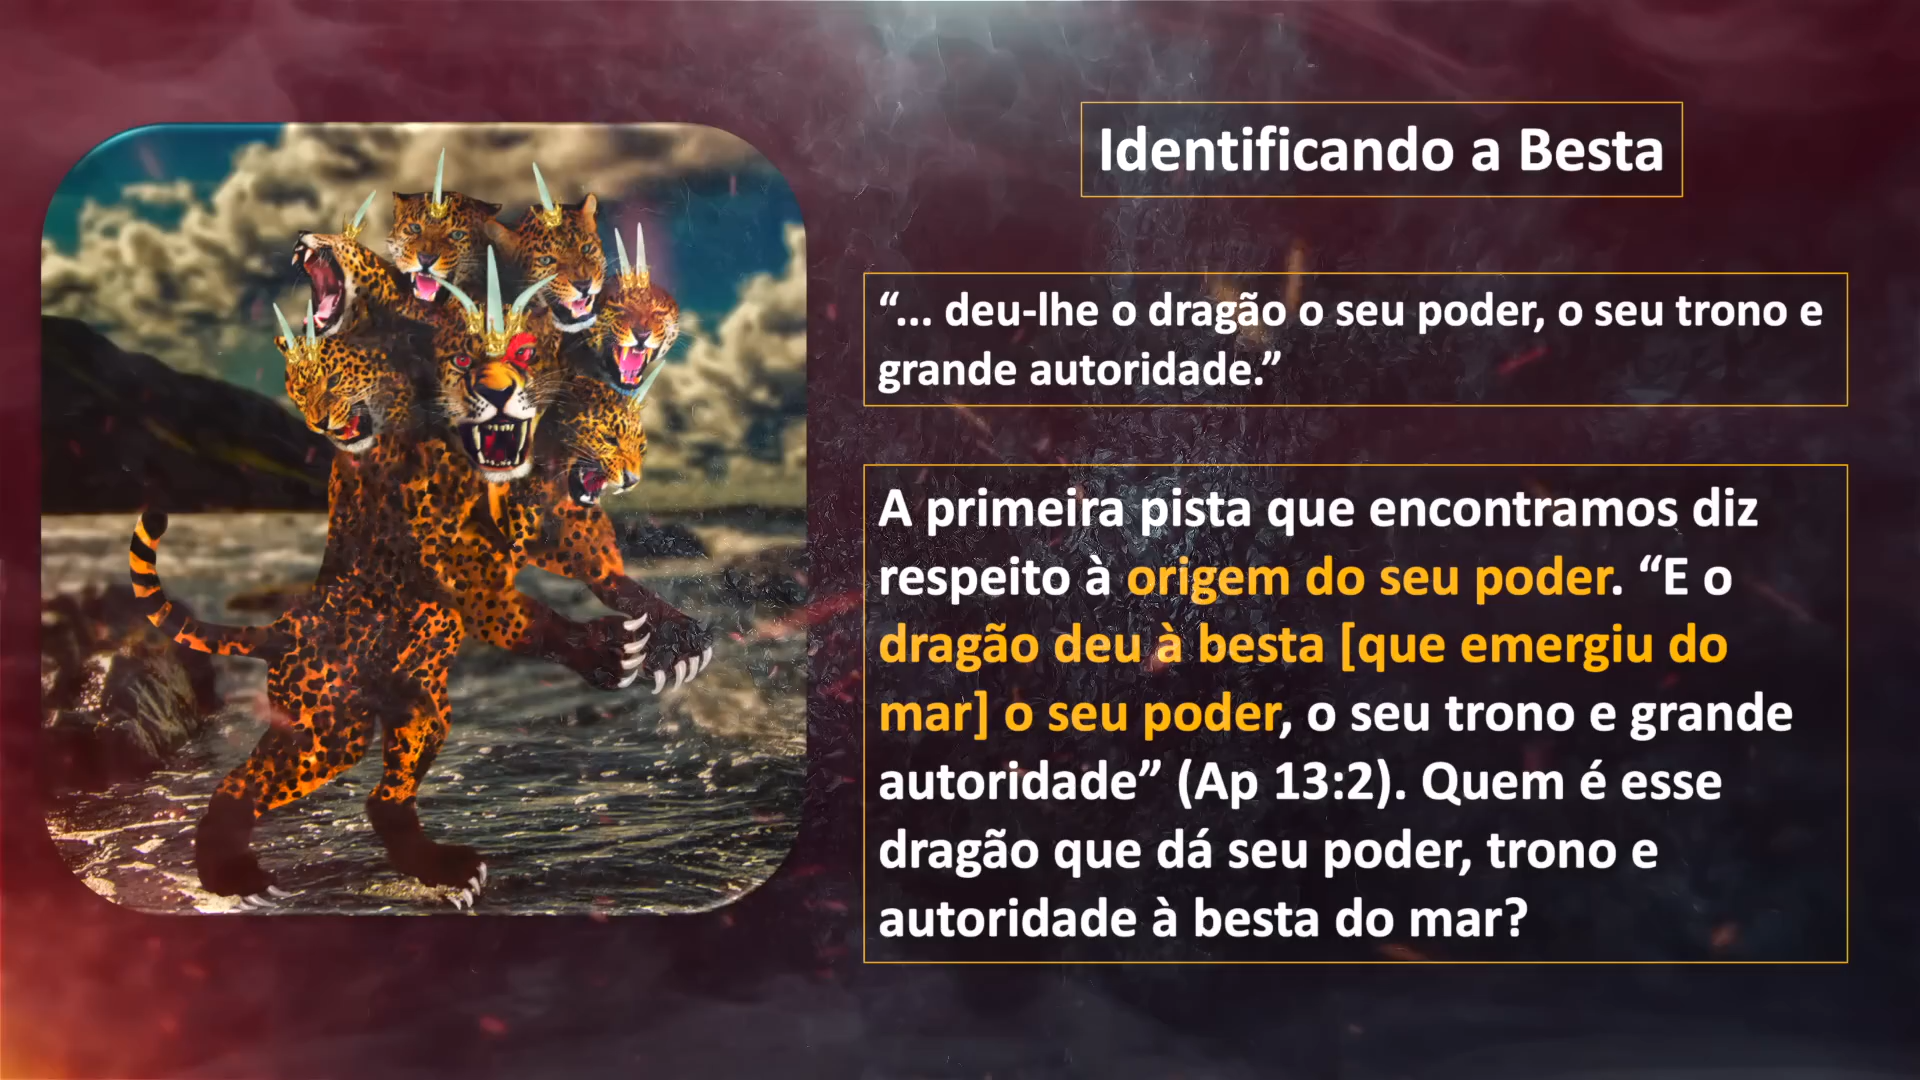 Identificando a Besta
“... deu-lhe o dragão o seu poder, o seu trono e
grande autoridade.”
A primeira pista que encontramos diz
respeito à origem do seu poder. “E o
dragão deu à besta [que emergiu do
mar] o seu poder, o seu trono e grande
autoridade” (Ap 13:2). Quem é esse
dragão que dá seu poder, trono e
autoridade à besta do mar?